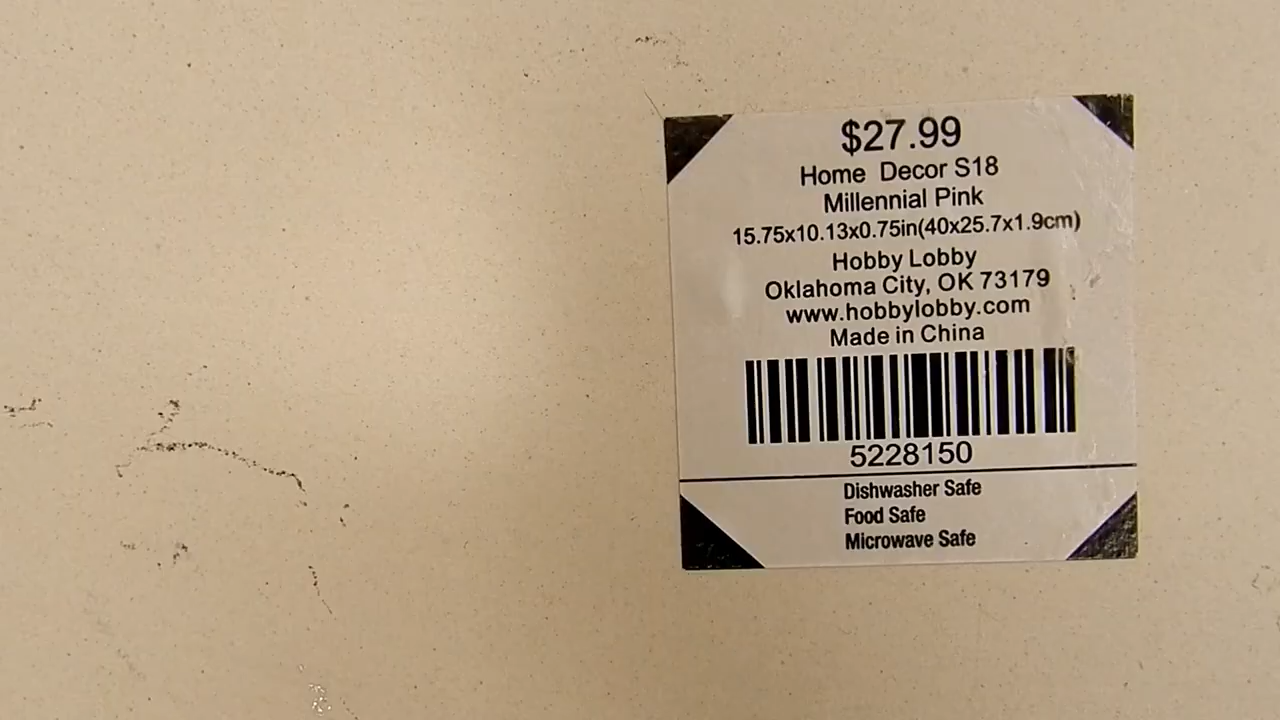 $27.99
Home Decor S18
Millennial Pink
15.75x10.13x0.75in(40x25.7x1.9cm)
Hobby Lobby
Oklahoma City, OK 73179
www.hobbylobby.com
Made in China
5228150
Dishwasher Safe
Food Safe
Microwave Safe